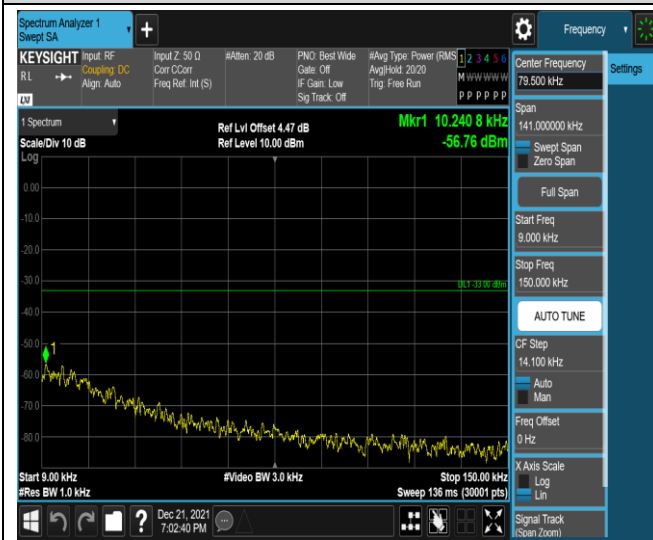 Spectrum Analyzer 1
Swept SA
Frequency
KEYSIGHT
RL
LXI
Input: RF
Coupling: DC
Align: Auto
Input Z: 50 Ω
Corr CCorr
Freq Ref: Int (S)
#Atten: 20 dB
PNO: Best Wide
Gate: Off
IF Gain: Low
Sig Track: Off
#Avg Type: Power (RMS
Avg|Hold: 20/20
Trig: Free Run
1 2 3 4 5 6
M W W W W W
P P P P P P
Settings
Center Frequency
79.500 kHz
Span
141.000000 kHz
Swept Span
Zero Span
Full Span
Start Freq
9.000 kHz
Stop Freq
150.000 kHz
AUTO TUNE
CF Step
14.100 kHz
Auto
Man
Freq Offset
0 Hz
X Axis Scale
Log
Lin
Signal Track
(Span Zoom)
1 Spectrum
Scale/Div 10 dB
Log
Ref Lvl Offset 4.47 dB
Ref Level 10.00 dBm
Mkr1 10.240 8 kHz
-56.76 dBm
0.00
-10.0
-20.0
-30.0
-40.0
-50.0
-60.0
-70.0
-80.0
DL1 -33.00 dBm
1
Start 9.00 kHz
#Res BW 1.0 kHz
#Video BW 3.0 kHz
Stop 150.00 kHz
Sweep 136 ms (30001 pts)
?
Dec 21, 2021
7:02:40 PM